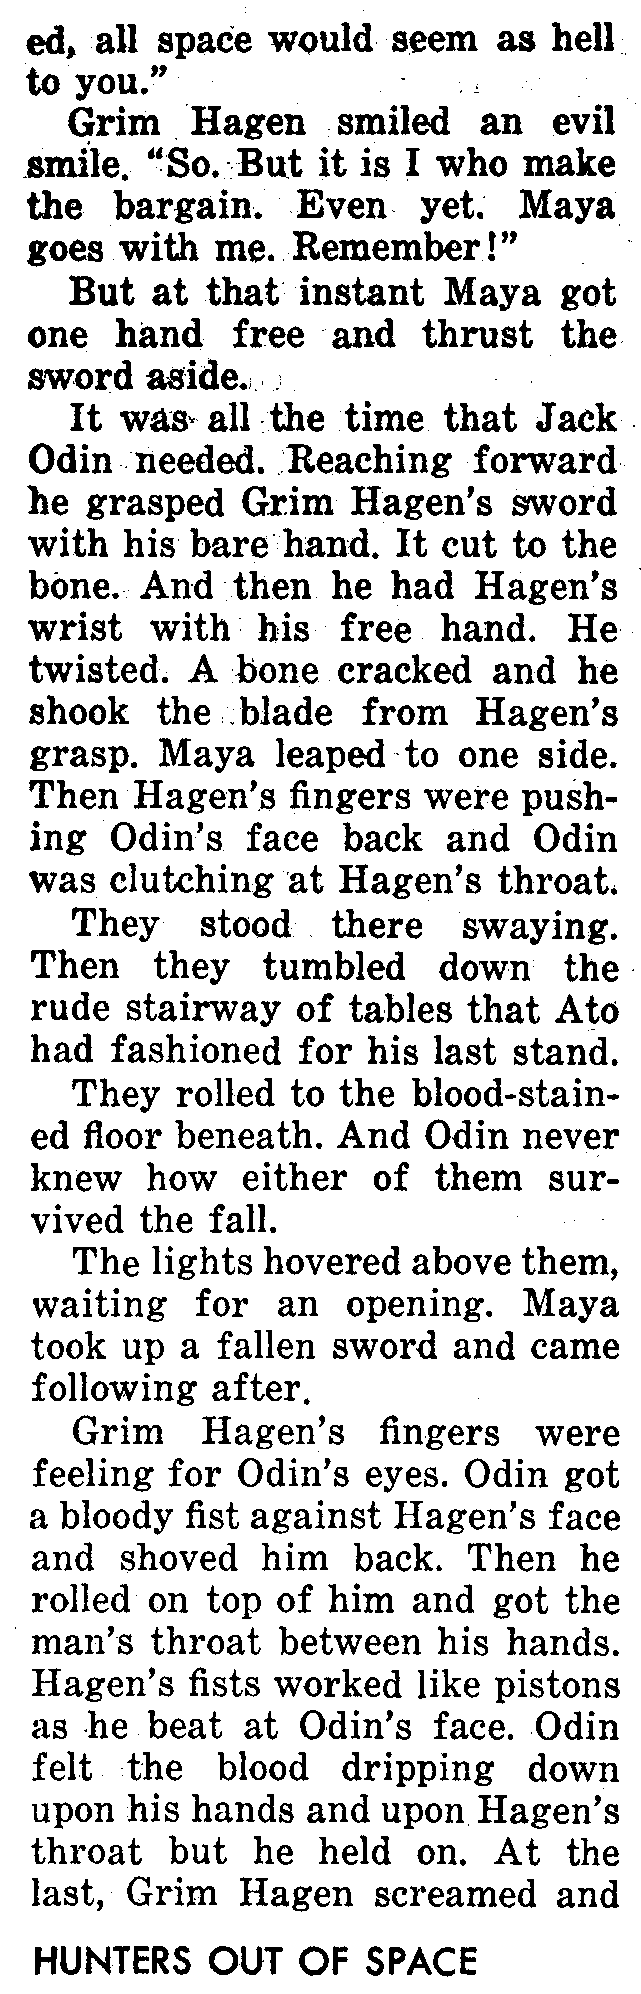 ed, all space would seem as hell
to you.”
Grim Hagen smiled an evil
smile. “So. But it is I who make
the bargain. Even yet. Maya
goes with me. Remember!”
But at that instant Maya got
one hand free and thrust the
sword aside.
It was all the time that Jack
Odin needed. Reaching forward
he grasped Grim Hagen's sword
with his bare hand. It cut to the
bone. And then he had Hagen's
wrist with his free hand. He
twisted. A bone cracked and he
shook the blade from Hagen's
grasp. Maya leaped to one side.
Then Hagen's fingers were push-
ing Odin's face back and Odin
was clutching at Hagen's throat.
They stood there swaying.
Then they tumbled down the
rude stairway of tables that Ato
had fashioned for his last stand.
They rolled to the blood-stain-
ed floor beneath. And Odin never
knew how either of them sur-
vived the fall.
The lights hovered above them,
waiting for an opening. Maya
took up a fallen sword and came
following after.
Grim Hagen's fingers were
feeling for Odin's eyes. Odin got
a bloody fist against Hagen's face
and shoved him back. Then he
rolled on top of him and got the
man's throat between his hands.
Hagen's fists worked like pistons
as he beat at Odin's face. Odin
felt the blood dripping down
upon his hands and upon Hagen's
throat but he held on. At the
last, Grim Hagen screamed and
HUNTERS OUT OF SPACE